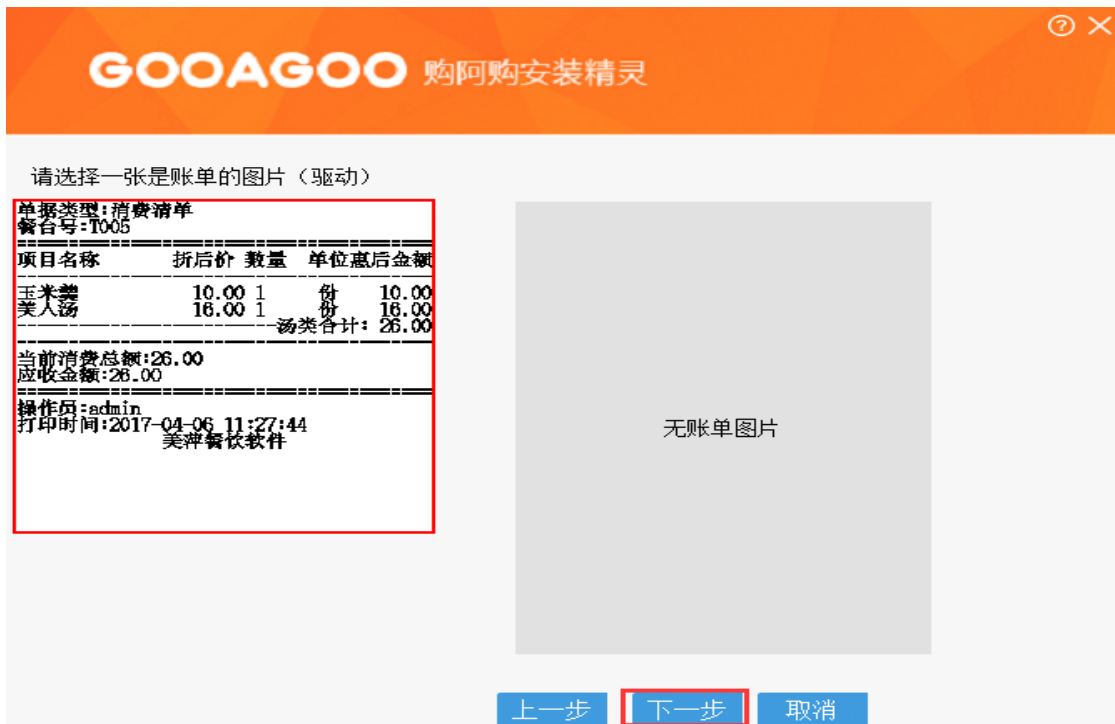 GOOAGOO 购阿购安装精灵
请选择一张是账单的图片（驱动）
单据类型:消费清单
餐台号:T005
项目名称 折后价 数量 单位 惠后金额
玉米羹 10.00 1 份 10.00
美人汤 16.00 1 份 16.00
汤类合计: 26.00
当前消费总额:26.00
应收金额:26.00
操作员:admin
打印时间:2017-04-06 11:27:44
美萍餐饮软件
无账单图片
上一步 下一步 取消